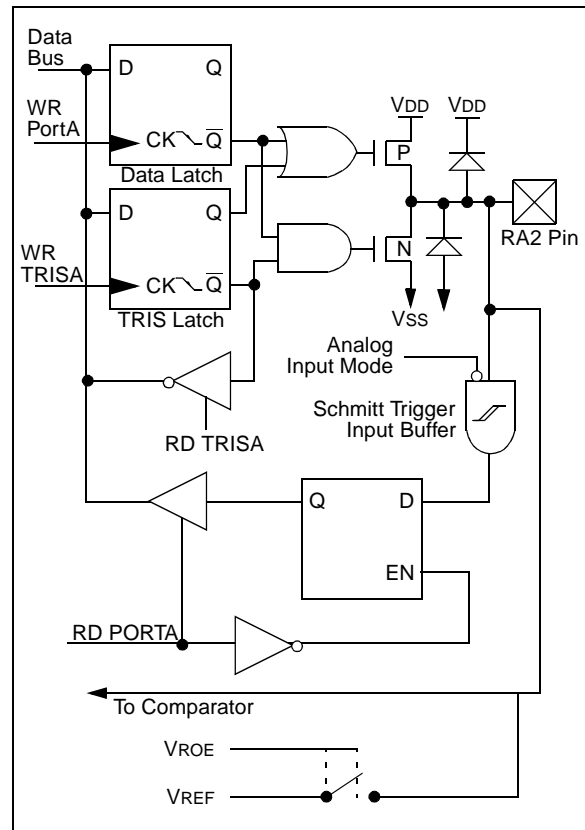 Data
Bus
D
Q
VDD
VDD
WR
PortA
CK
Q
P
Data Latch
D
Q
RA2 Pin
WR
TRISA
N
CK
Q
VSS
TRIS Latch
Analog
Input Mode
Schmitt Trigger
Input Buffer
RD TRISA
Q
D
EN
RD PORTA
To Comparator
VROE
VREF